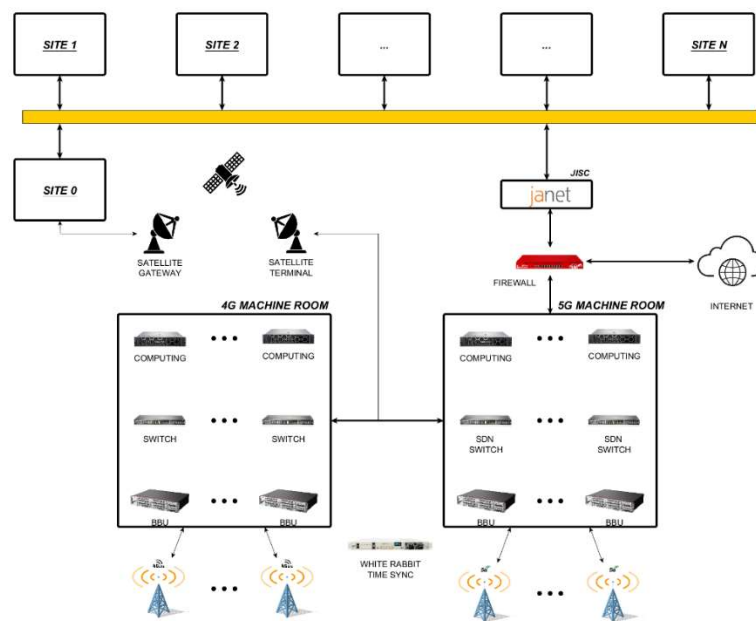 SITE 1
SITE 2
...
...
SITE N
SITE 0
JISC
janet
SATELLITE
GATEWAY
SATELLITE
TERMINAL
FIREWALL
INTERNET
4G MACHINE ROOM
5G MACHINE ROOM
COMPUTING
COMPUTING
COMPUTING
COMPUTING
SWITCH
SWITCH
SDN
SWITCH
SDN
SWITCH
BBU
BBU
BBU
BBU
WHITE RABBIT
TIME SYNC
5G
5G